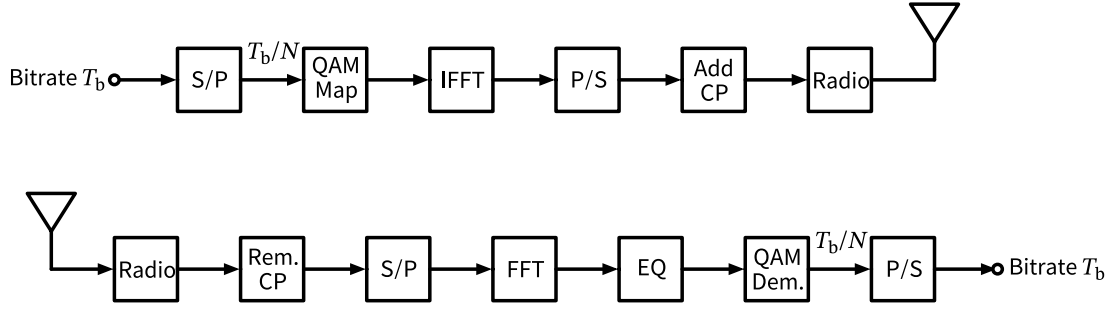 Bitrate T_b
S/P
T_b/N
QAM
Map
IFFT
P/S
Add
CP
Radio
Radio
Rem.
CP
S/P
FFT
EQ
QAM
Dem.
T_b/N
P/S
Bitrate T_b